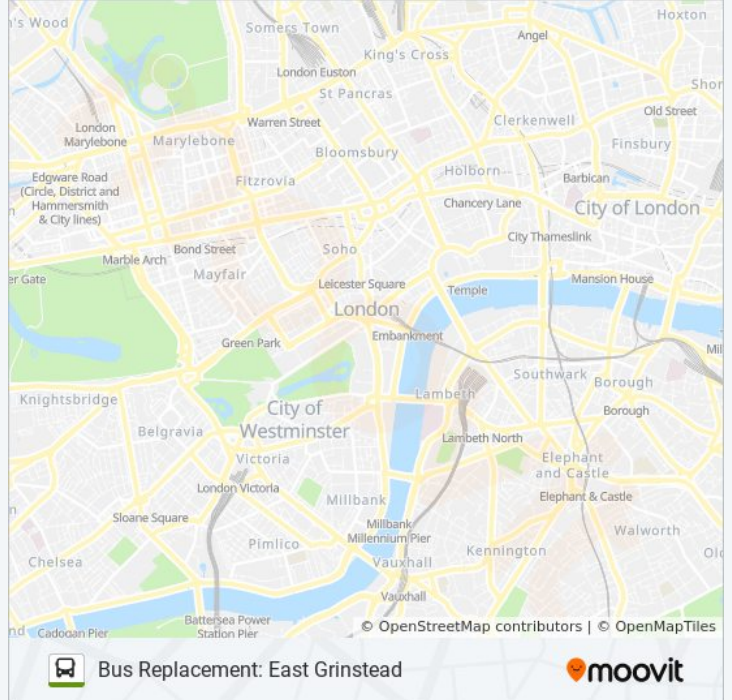 's Wood
Somers Town
Hoxton
Angel
King's Cross
London Euston
St Pancras
Shor
Old Street
Warren Street
Clerkenwell
London
Marylebone
Marylebone
Finsbury
Bloomsbury
Holborn
Edgware Road
(Circle, District and
Hammersmith
& City lines)
Fitzrovia
Barbican
Chancery Lane
City of London
City Thameslink
Bond Street
Soho
Marble Arch
Mayfair
er Gate
Leicester Square
Temple
Mansion House
London
Embankment
Green Park
Mil
Southwark
Borough
Lambeth
Knightsbridge
City of
Westminster
Borough
Belgravia
Lambeth North
Victoria
Elephant
and Castle
London Victoria
Elephant & Castle
Millbank
Sloane Square
Millbank
Millennium Pier
Walworth
Pimlico
Kennington
Chelsea
Vauxhall
Vauxhall
Battersea Power
Station Pier
nd
Cadogan Pier
© OpenStreetMap contributors | © OpenMapTiles
Bus Replacement: East Grinstead
moovit